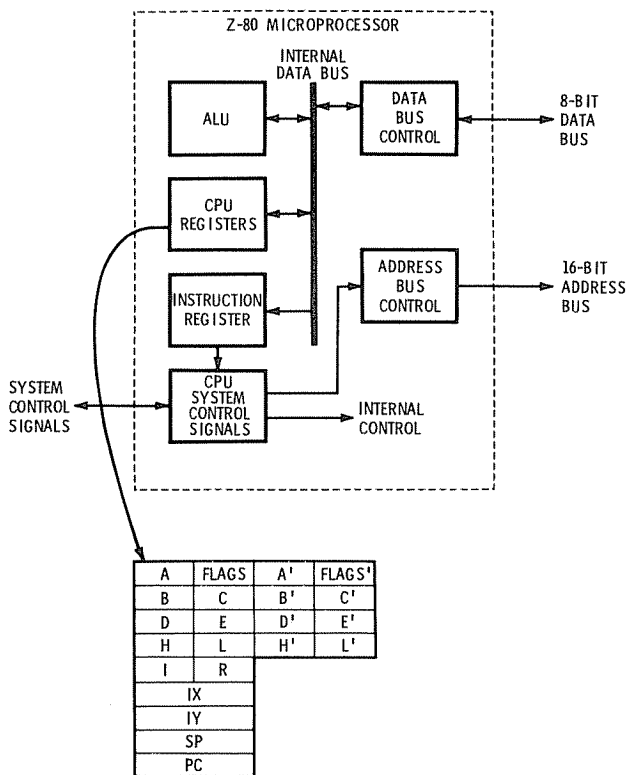 Z-80 MICROPROCESSOR
INTERNAL
DATA BUS
ALU
DATA
BUS
CONTROL
8-BIT
DATA
BUS
CPU
REGISTERS
ADDRESS
BUS
CONTROL
16-BIT
ADDRESS
BUS
INSTRUCTION
REGISTER
SYSTEM
CONTROL
SIGNALS
CPU
SYSTEM
CONTROL
SIGNALS
INTERNAL
CONTROL
A FLAGS A' FLAGS'
B C B' C'
D E D' E'
H L H' L'
I R
IX
IY
SP
PC